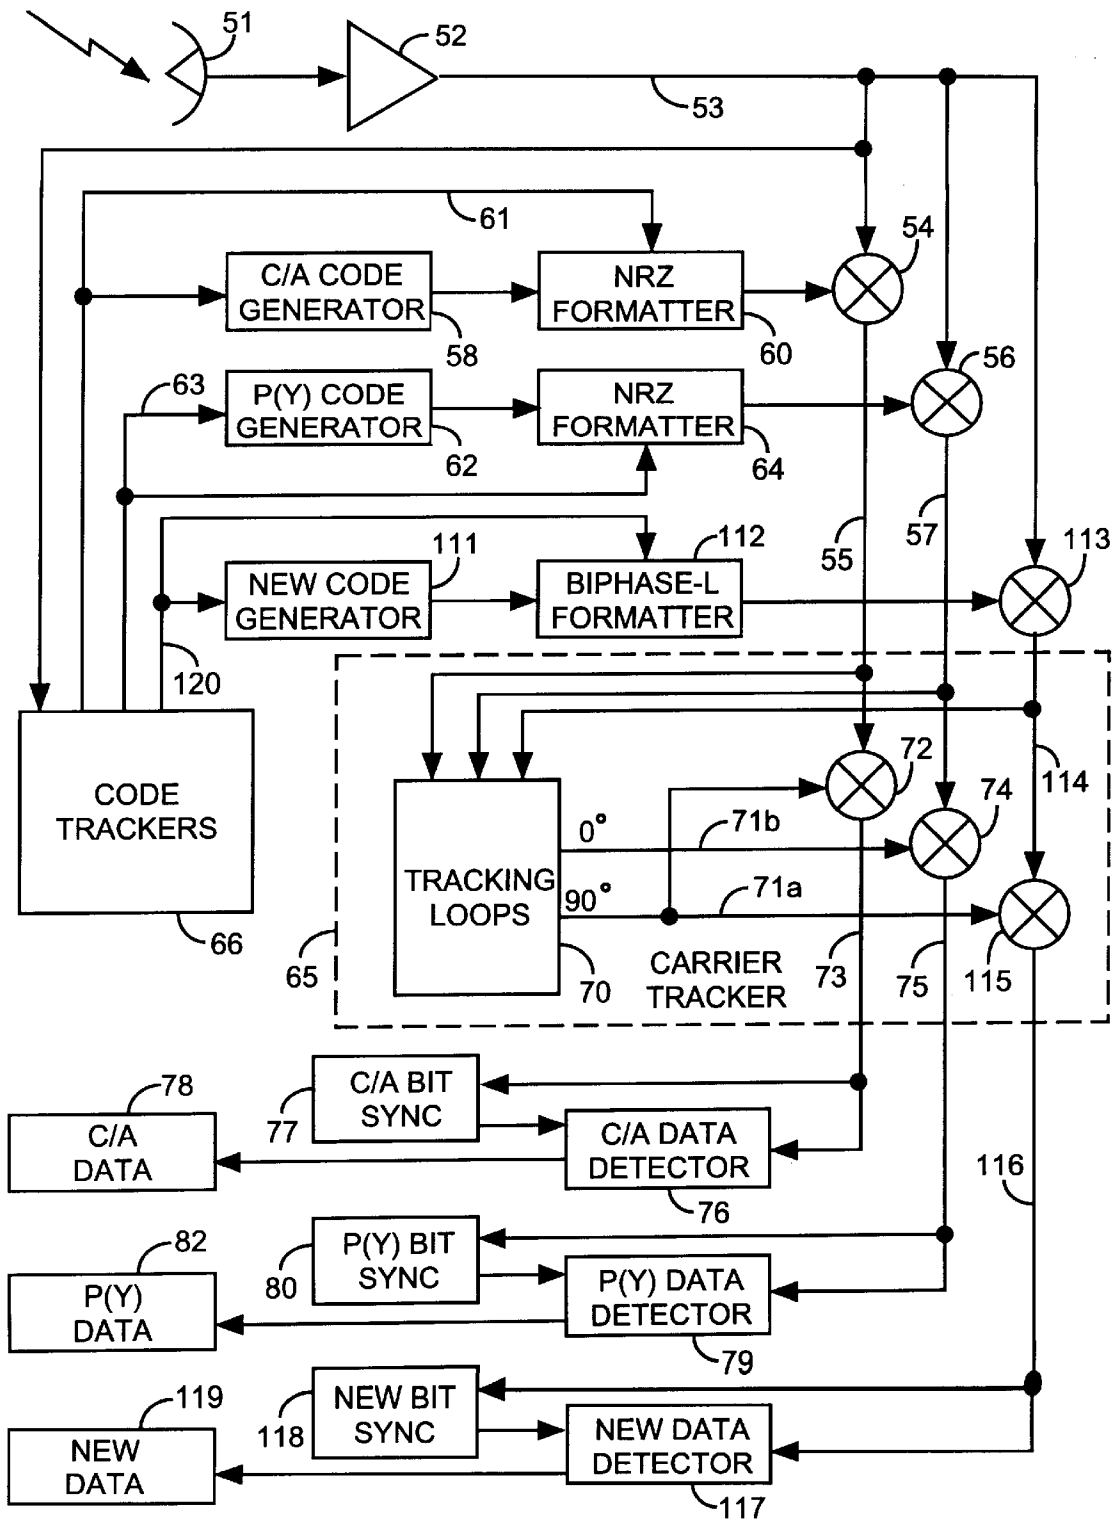 51
52
53
61
54
C/A CODE
GENERATOR
58
NRZ
FORMATTER
60
56
63
P(Y) CODE
GENERATOR
62
NRZ
FORMATTER
64
55
57
111
112
113
NEW CODE
GENERATOR
BIPHASE-L
FORMATTER
120
CODE
TRACKERS
66
72
74
114
0°
71b
TRACKING
LOOPS
90°
71a
65
70
CARRIER
TRACKER
73
75
115
78
C/A BIT
SYNC
77
C/A
DATA
C/A DATA
DETECTOR
76
116
82
P(Y) BIT
SYNC
80
P(Y)
DATA
P(Y) DATA
DETECTOR
79
119
NEW BIT
SYNC
118
NEW
DATA
NEW DATA
DETECTOR
117